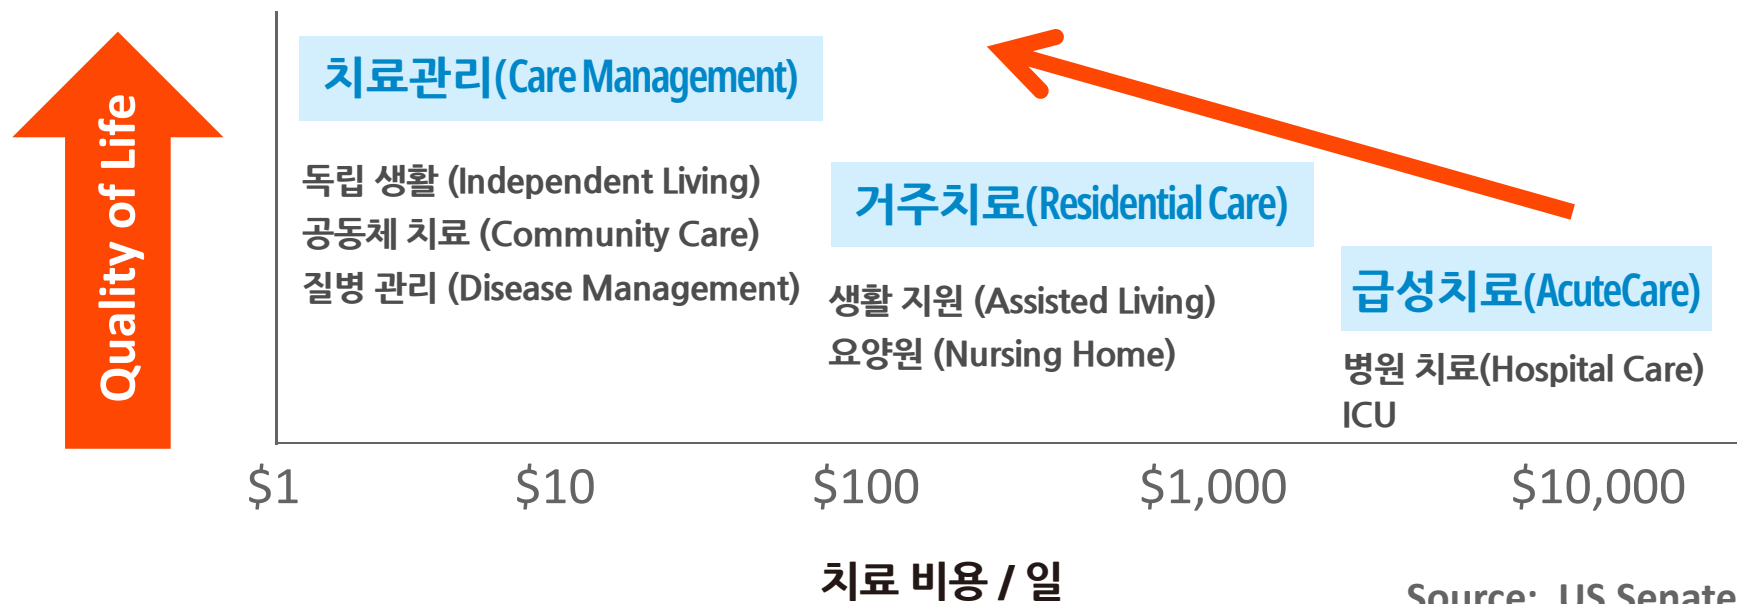 Quality of Life
치료관리(Care Management)
독립 생활 (Independent Living)
공동체 치료 (Community Care)
질병 관리 (Disease Management)
거주치료(Residential Care)
생활 지원 (Assisted Living)
요양원 (Nursing Home)
급성치료(AcuteCare)
병원 치료(Hospital Care)
ICU
$1 $10 $100 $1,000 $10,000
치료 비용 / 일
Source: US Senate